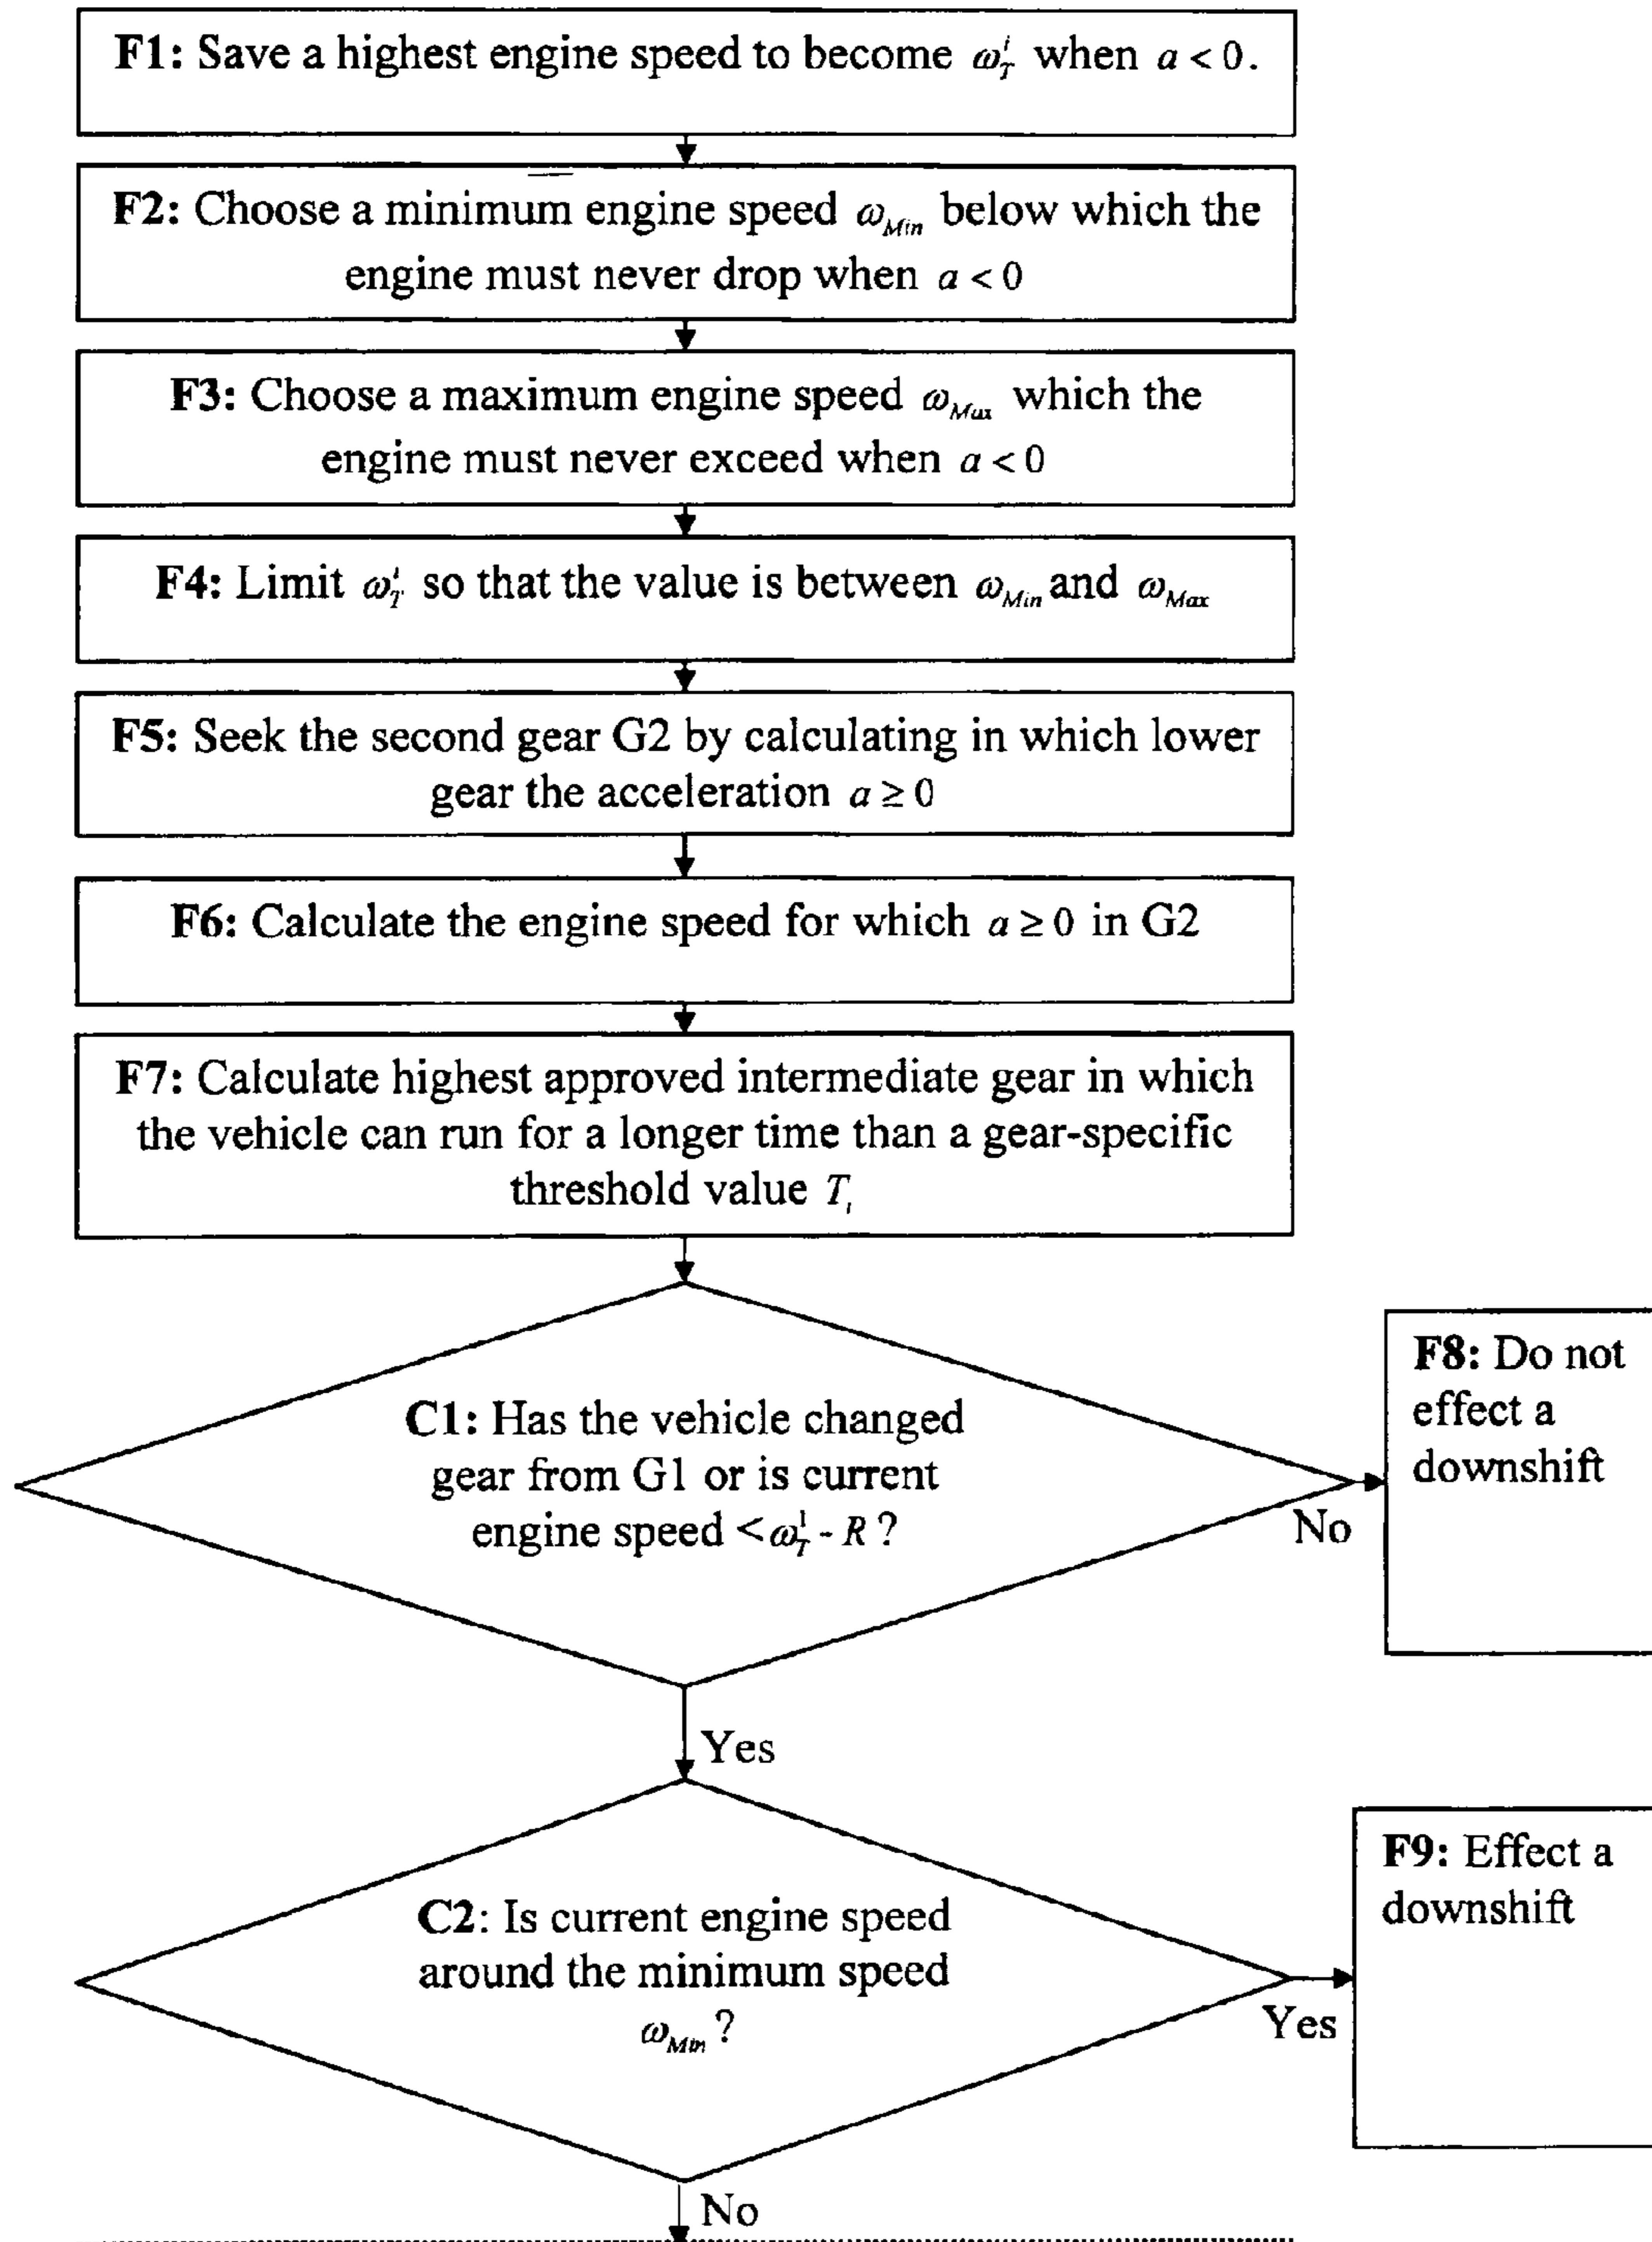 F1: Save a highest engine speed to become ω_T^i when a < 0.
F2: Choose a minimum engine speed ω_Min below which the
engine must never drop when a < 0
F3: Choose a maximum engine speed ω_Max which the
engine must never exceed when a < 0
F4: Limit ω_T^i so that the value is between ω_Min and ω_Max
F5: Seek the second gear G2 by calculating in which lower
gear the acceleration a ≥ 0
F6: Calculate the engine speed for which a ≥ 0 in G2
F7: Calculate highest approved intermediate gear in which
the vehicle can run for a longer time than a gear-specific
threshold value T_i
C1: Has the vehicle changed
gear from G1 or is current
engine speed < ω_T^1 - R ?
No
F8: Do not
effect a
downshift
Yes
C2: Is current engine speed
around the minimum speed
ω_Min ?
Yes
F9: Effect a
downshift
No